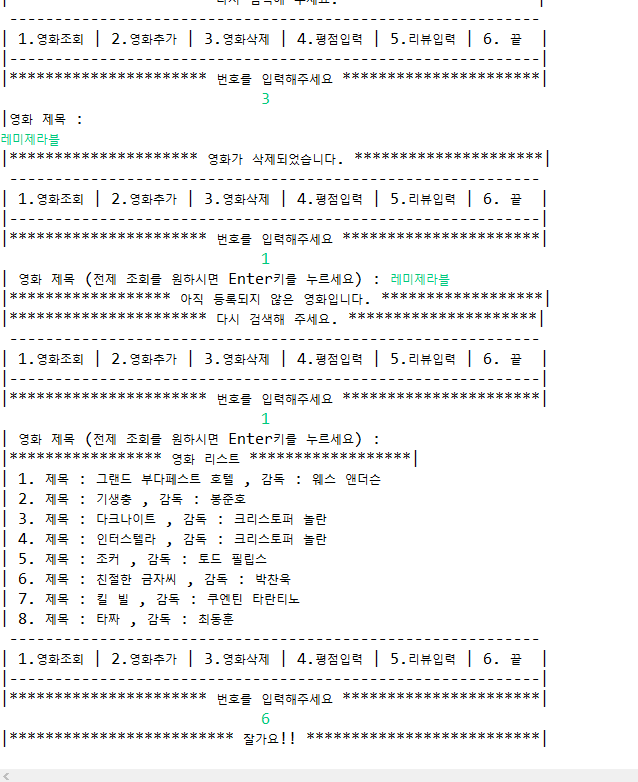 | 다시 검색해 주세요. |
-----------------------------------------------------------
| 1.영화조회 | 2.영화추가 | 3.영화삭제 | 4.평점입력 | 5.리뷰입력 | 6. 끝  |
|-----------------------------------------------------------|
|********************** 번호를 입력해주세요 **********************|
3
|영화 제목 :
레미제라블
|********************* 영화가 삭제되었습니다. *********************|
-----------------------------------------------------------
| 1.영화조회 | 2.영화추가 | 3.영화삭제 | 4.평점입력 | 5.리뷰입력 | 6. 끝  |
|-----------------------------------------------------------|
|********************** 번호를 입력해주세요 **********************|
1
| 영화 제목 (전제 조회를 원하시면 Enter키를 누르세요) : 레미제라블
|****************** 아직 등록되지 않은 영화입니다. ******************|
|********************** 다시 검색해 주세요. *********************|
-----------------------------------------------------------
| 1.영화조회 | 2.영화추가 | 3.영화삭제 | 4.평점입력 | 5.리뷰입력 | 6. 끝  |
|-----------------------------------------------------------|
|********************** 번호를 입력해주세요 **********************|
1
| 영화 제목 (전제 조회를 원하시면 Enter키를 누르세요) :
|***************** 영화 리스트 ******************|
| 1. 제목 : 그랜드 부다페스트 호텔 , 감독 : 웨스 앤더슨
| 2. 제목 : 기생충 , 감독 : 봉준호
| 3. 제목 : 다크나이트 , 감독 : 크리스토퍼 놀란
| 4. 제목 : 인터스텔라 , 감독 : 크리스토퍼 놀란
| 5. 제목 : 조커 , 감독 : 토드 필립스
| 6. 제목 : 친절한 금자씨 , 감독 : 박찬욱
| 7. 제목 : 킬 빌 , 감독 : 쿠엔틴 타란티노
| 8. 제목 : 타짜 , 감독 : 최동훈
-----------------------------------------------------------
| 1.영화조회 | 2.영화추가 | 3.영화삭제 | 4.평점입력 | 5.리뷰입력 | 6. 끝  |
|-----------------------------------------------------------|
|********************** 번호를 입력해주세요 **********************|
6
|************************* 잘가요!! **************************|